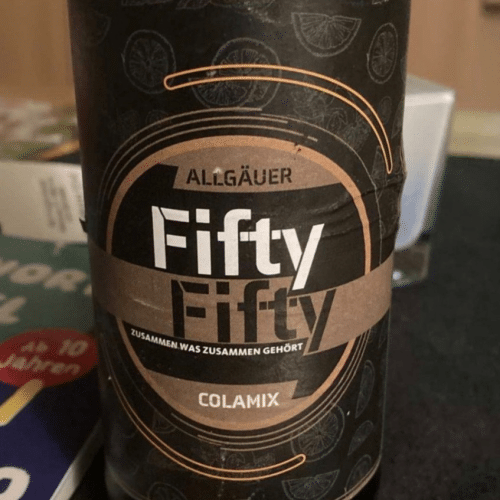 ALLGÄUER
Fifty
Fifty
ZUSAMMEN WAS ZUSAMMEN GEHÖRT
COLAMIX
Ab 10
Jahren